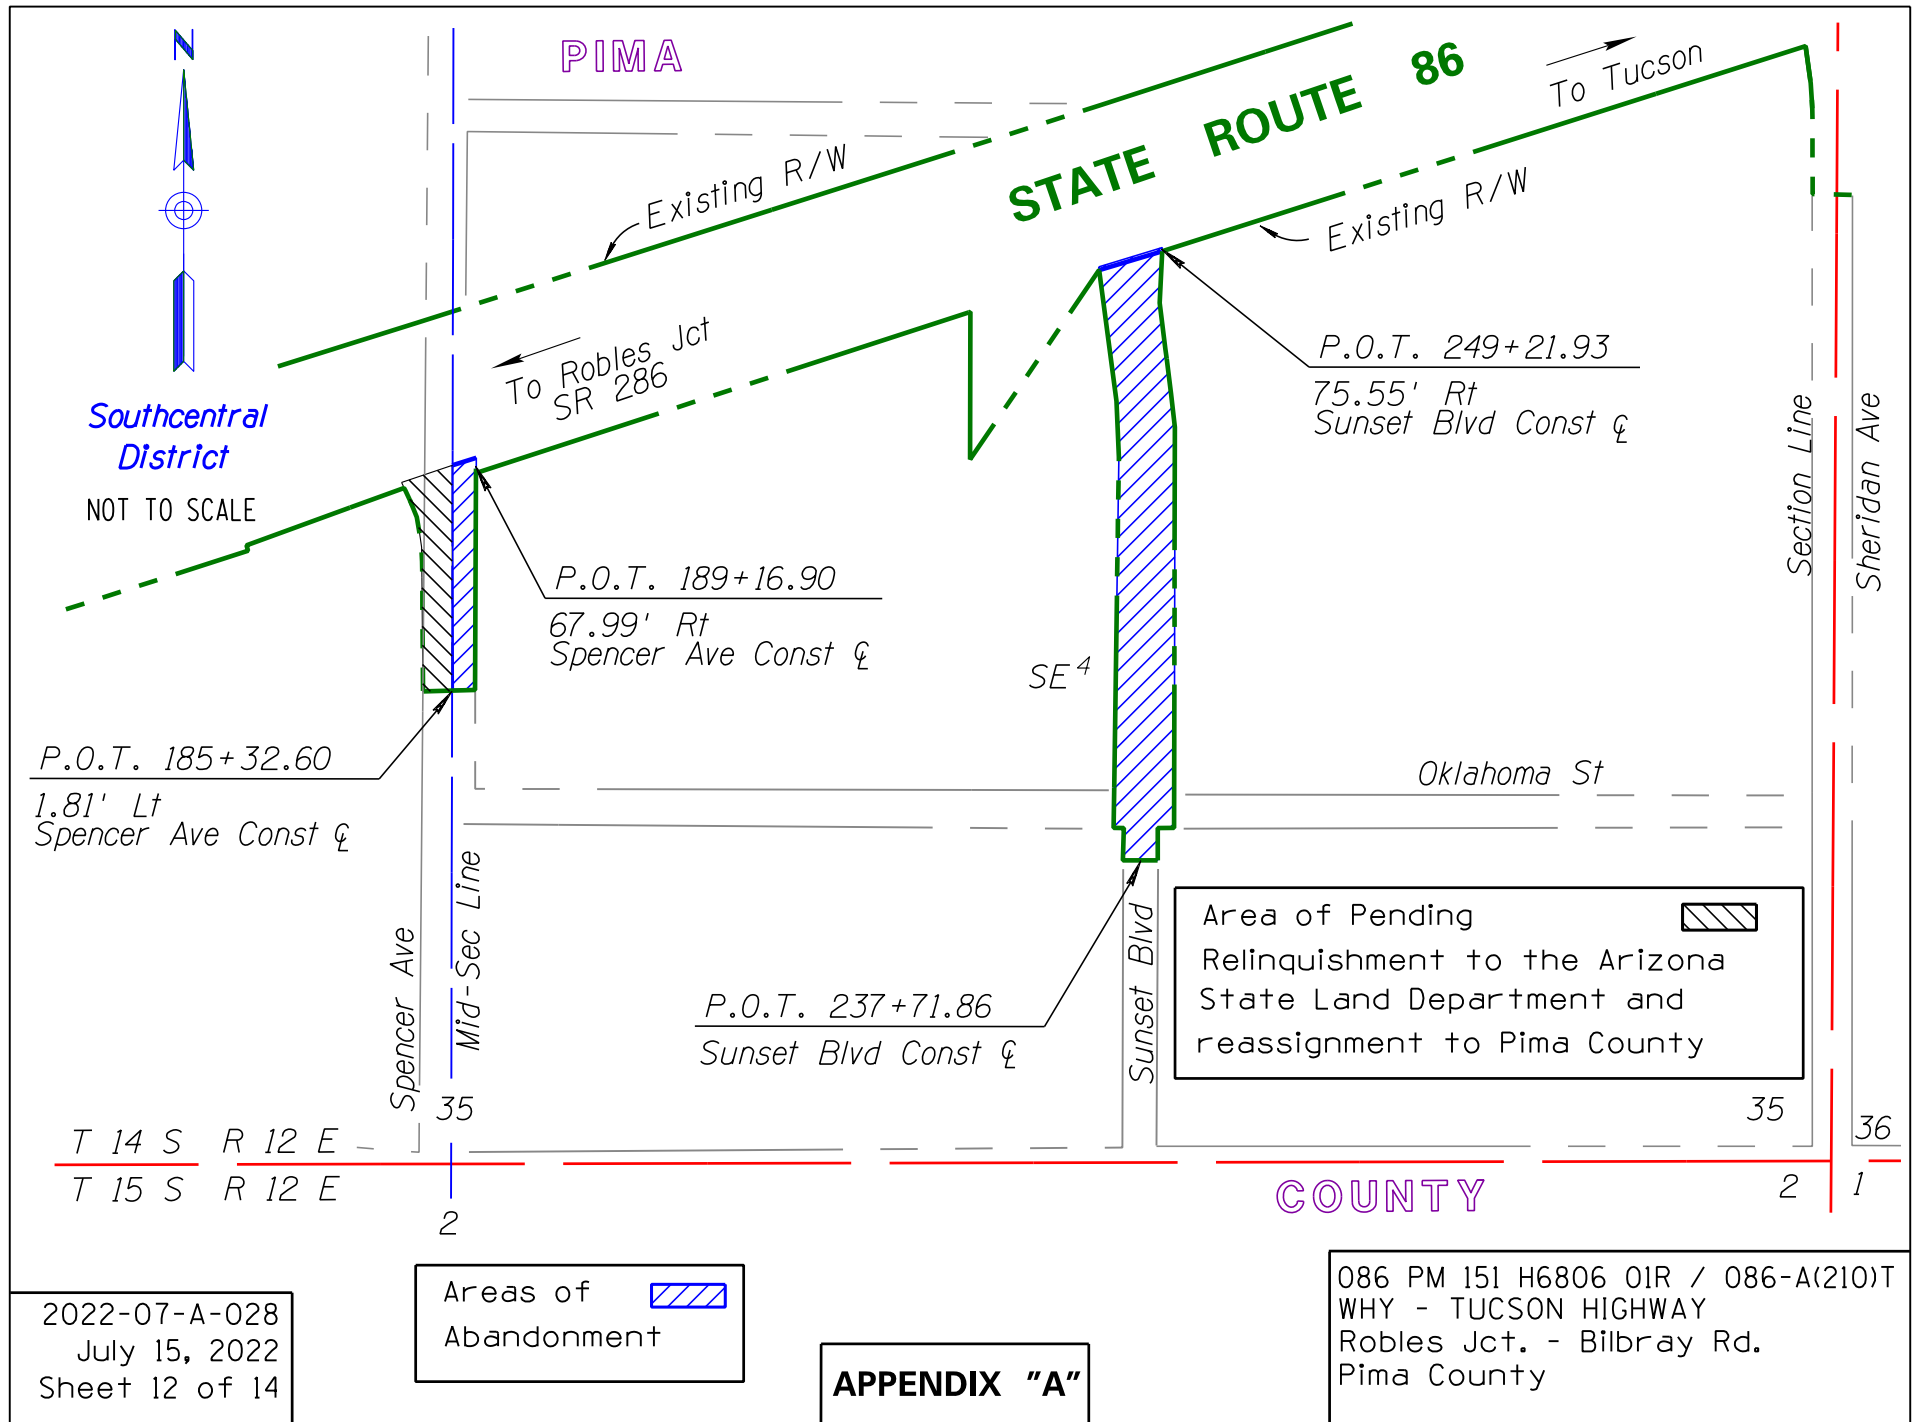 N
PIMA
STATE ROUTE 86
To Tucson
Existing R/W
Existing R/W
To Robles Jct
SR 286
Southcentral
District
NOT TO SCALE
P.O.T. 249+21.93
75.55' Rt
Sunset Blvd Const ℄
Section Line
Sheridan Ave
P.O.T. 189+16.90
67.99' Rt
Spencer Ave Const ℄
SE 4
P.O.T. 185+32.60
1.81' Lt
Spencer Ave Const ℄
Oklahoma St
Spencer Ave
Mid-Sec Line
P.O.T. 237+71.86
Sunset Blvd Const ℄
Sunset Blvd
Area of Pending
Relinquishment to the Arizona
State Land Department and
reassignment to Pima County
35
35
36
T 14 S R 12 E
T 15 S R 12 E
2
COUNTY
2
1
2022-07-A-028
July 15, 2022
Sheet 12 of 14
Areas of
Abandonment
APPENDIX "A"
086 PM 151 H6806 01R / 086-A(210)T
WHY - TUCSON HIGHWAY
Robles Jct. - Bilbray Rd.
Pima County